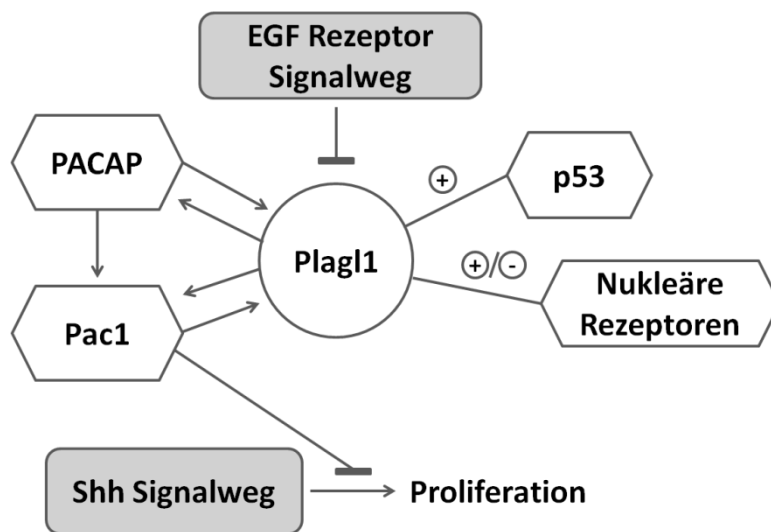 EGF Rezeptor
Signalweg
PACAP
+
p53
Plagl1
+/-
Nukleäre
Rezeptoren
Pac1
Shh Signalweg
Proliferation